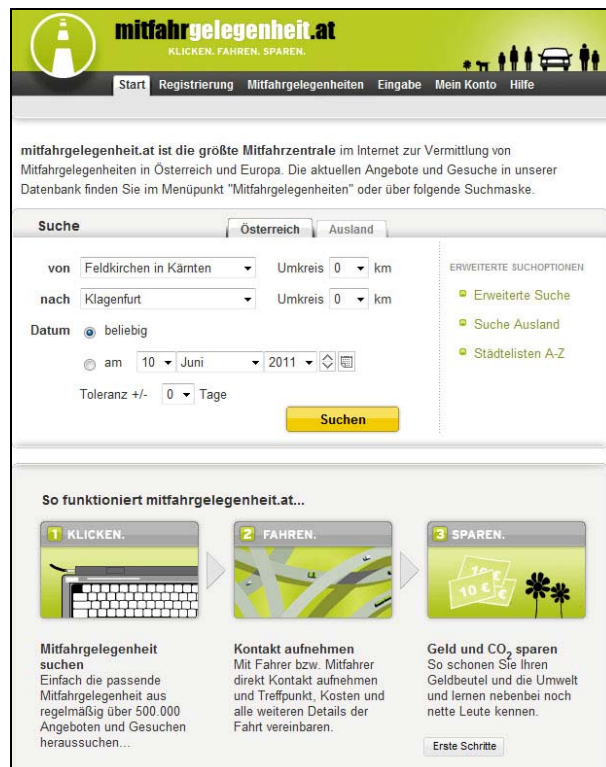 mitfahrgelegenheit.at
KLICKEN. FAHREN. SPAREN.
Start Registrierung Mitfahrgelegenheiten Eingabe Mein Konto Hilfe
mitfahrgelegenheit.at ist die größte Mitfahrzentrale im Internet zur Vermittlung von
Mitfahrgelegenheiten in Österreich und Europa. Die aktuellen Angebote und Gesuche in unserer
Datenbank finden Sie im Menüpunkt "Mitfahrgelegenheiten" oder über folgende Suchmaske.
Suche Österreich Ausland
von Feldkirchen in Kärnten Umkreis 0 km
nach Klagenfurt Umkreis 0 km
Datum beliebig
am 10 Juni 2011
Toleranz +/- 0 Tage
Suchen
ERWEITERTE SUCHOPTIONEN
Erweiterte Suche
Suche Ausland
Städtelisten A-Z
So funktioniert mitfahrgelegenheit.at...
1 KLICKEN.
Mitfahrgelegenheit
suchen
Einfach die passende
Mitfahrgelegenheit aus
regelmäßig über 500.000
Angeboten und Gesuchen
heraussuchen...
2 FAHREN.
Kontakt aufnehmen
Mit Fahrer bzw. Mitfahrer
direkt Kontakt aufnehmen
und Treffpunkt, Kosten und
alle weiteren Details der
Fahrt vereinbaren.
3 SPAREN.
10 €
10 €
Geld und CO₂ sparen
So schonen Sie Ihren
Geldbeutel und die Umwelt
und lernen nebenbei noch
nette Leute kennen.
Erste Schritte